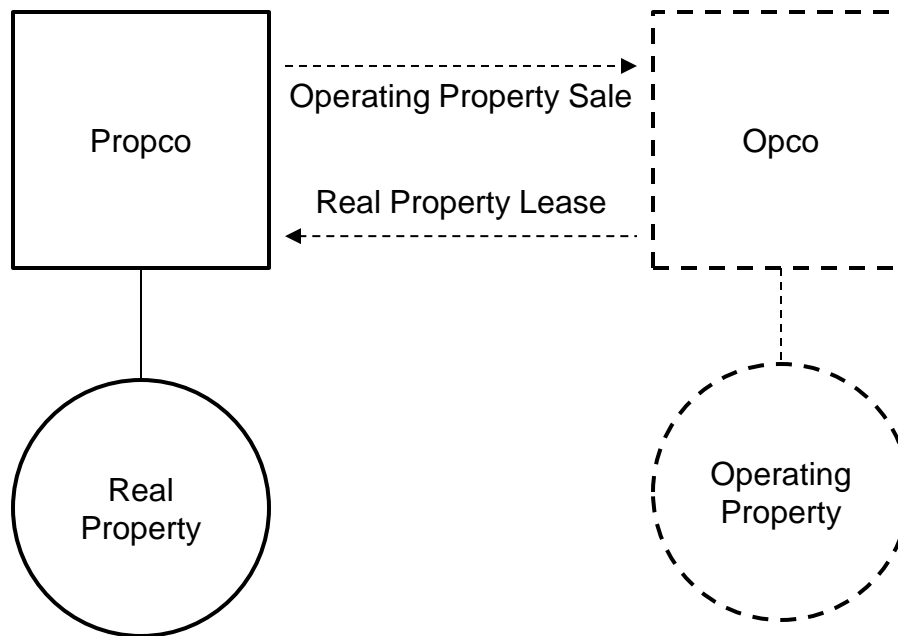 Operating Property Sale
Propco
Opco
Real Property Lease
Real
Property
Operating
Property